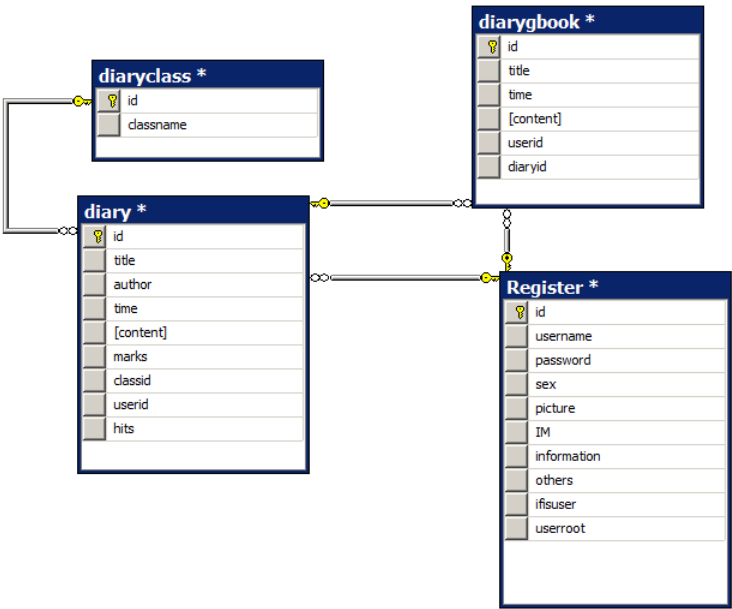 diaryclass *
id
classname
diarygbook *
id
title
time
[content]
userid
diaryid
diary *
id
title
author
time
[content]
marks
classid
userid
hits
Register *
id
username
password
sex
picture
IM
information
others
ifisuser
userroot